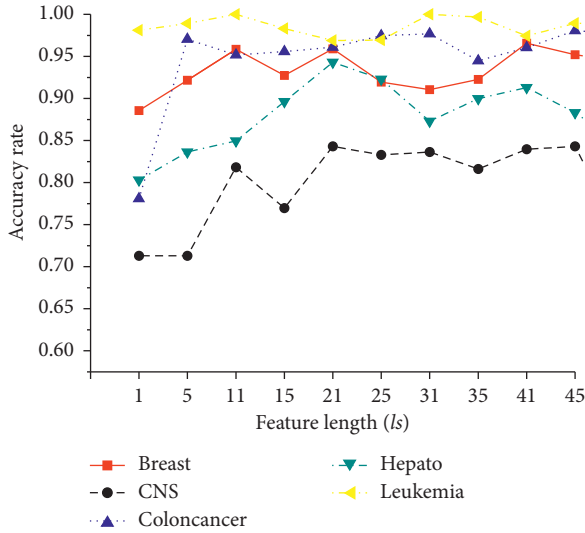 1.00
0.95
0.90
0.85
0.80
0.75
0.70
0.65
0.60
Accuracy rate
1 5 11 15 21 25 31 35 41 45
Feature length (ls)
Breast Hepato
CNS Leukemia
Coloncancer